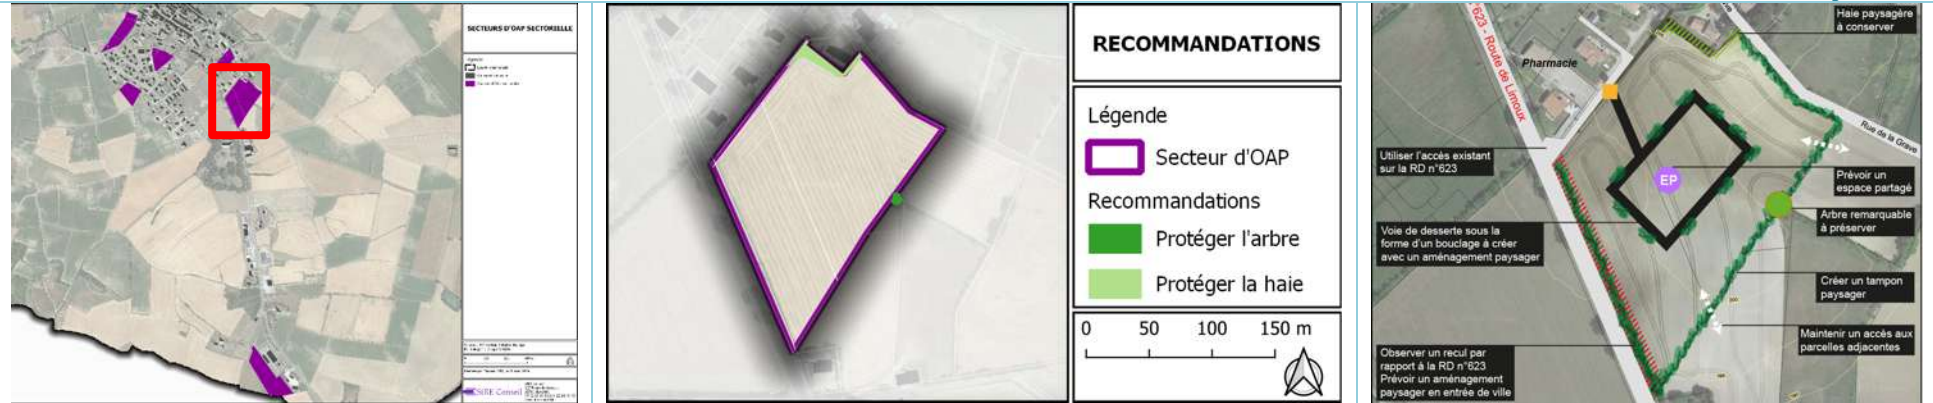 SECTEURS D'OAP SECTORIELLE
SIRE Conseil
RECOMMANDATIONS
Légende
Secteur d'OAP
Recommandations
Protéger l'arbre
Protéger la haie
0 50 100 150 m
623 - Route de Limoux
Pharmacie
Haie paysagère
à conserver
Rue de la Grave
Utiliser l'accès existant
sur la RD n°623
EP
Prévoir un
espace partagé
Arbre remarquable
à préserver
Voie de desserte sous la
forme d'un bouclage à créer
avec un aménagement paysager
Créer un tampon
paysager
Maintenir un accès aux
parcelles adjacentes
Observer un recul par
rapport à la RD n°623
Prévoir un aménagement
paysager en entrée de ville